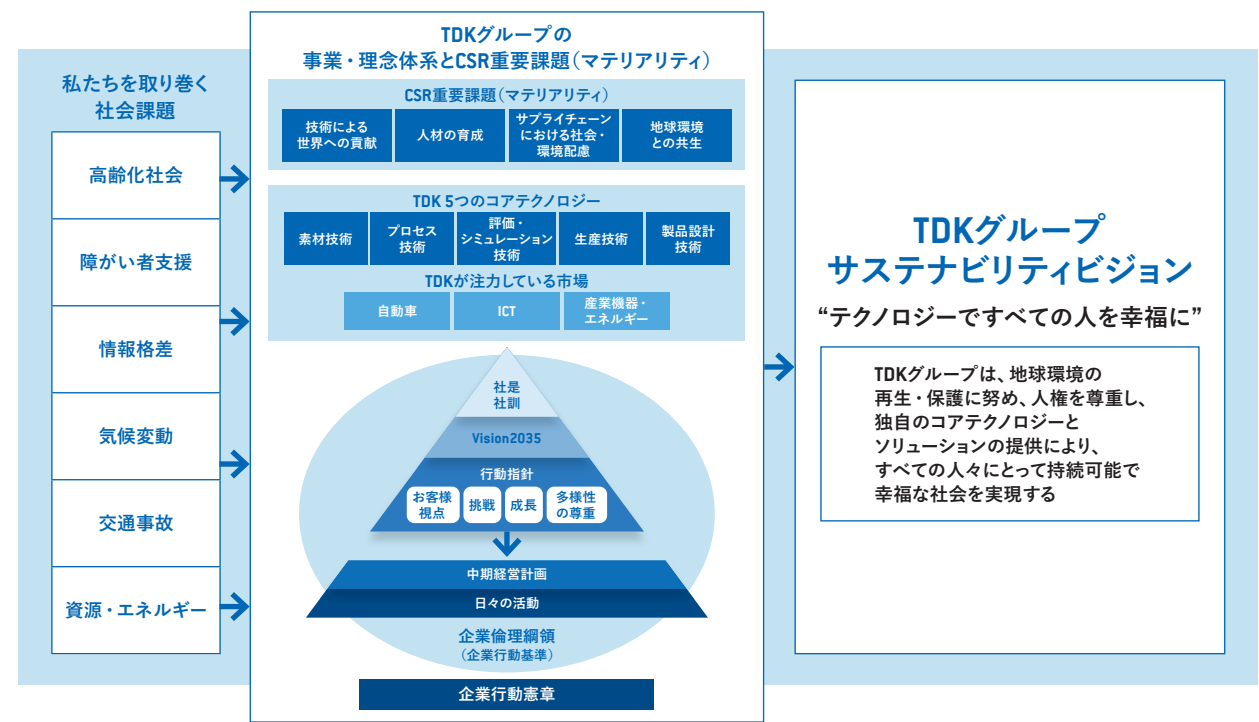 私たちを取り巻く
社会課題
高齢化社会
障がい者支援
情報格差
気候変動
交通事故
資源・エネルギー
TDKグループの
事業・理念体系とCSR重要課題（マテリアリティ）
CSR重要課題（マテリアリティ）
技術による
世界への貢献
人材の育成
サプライチェーン
における社会・
環境配慮
地球環境
との共生
TDK 5つのコアテクノロジー
素材技術
プロセス
技術
評価・
シミュレーション
技術
生産技術
製品設計
技術
TDKが注力している市場
自動車
ICT
産業機器・
エネルギー
社是
社訓
Vision2035
行動指針
お客様
視点
挑戦
成長
多様性
の尊重
中期経営計画
日々の活動
企業倫理綱領
（企業行動基準）
企業行動憲章
TDKグループ
サステナビリティビジョン
“テクノロジーですべての人を幸福に”
TDKグループは、地球環境の
再生・保護に努め、人権を尊重し、
独自のコアテクノロジーと
ソリューションの提供により、
すべての人々にとって持続可能で
幸福な社会を実現する